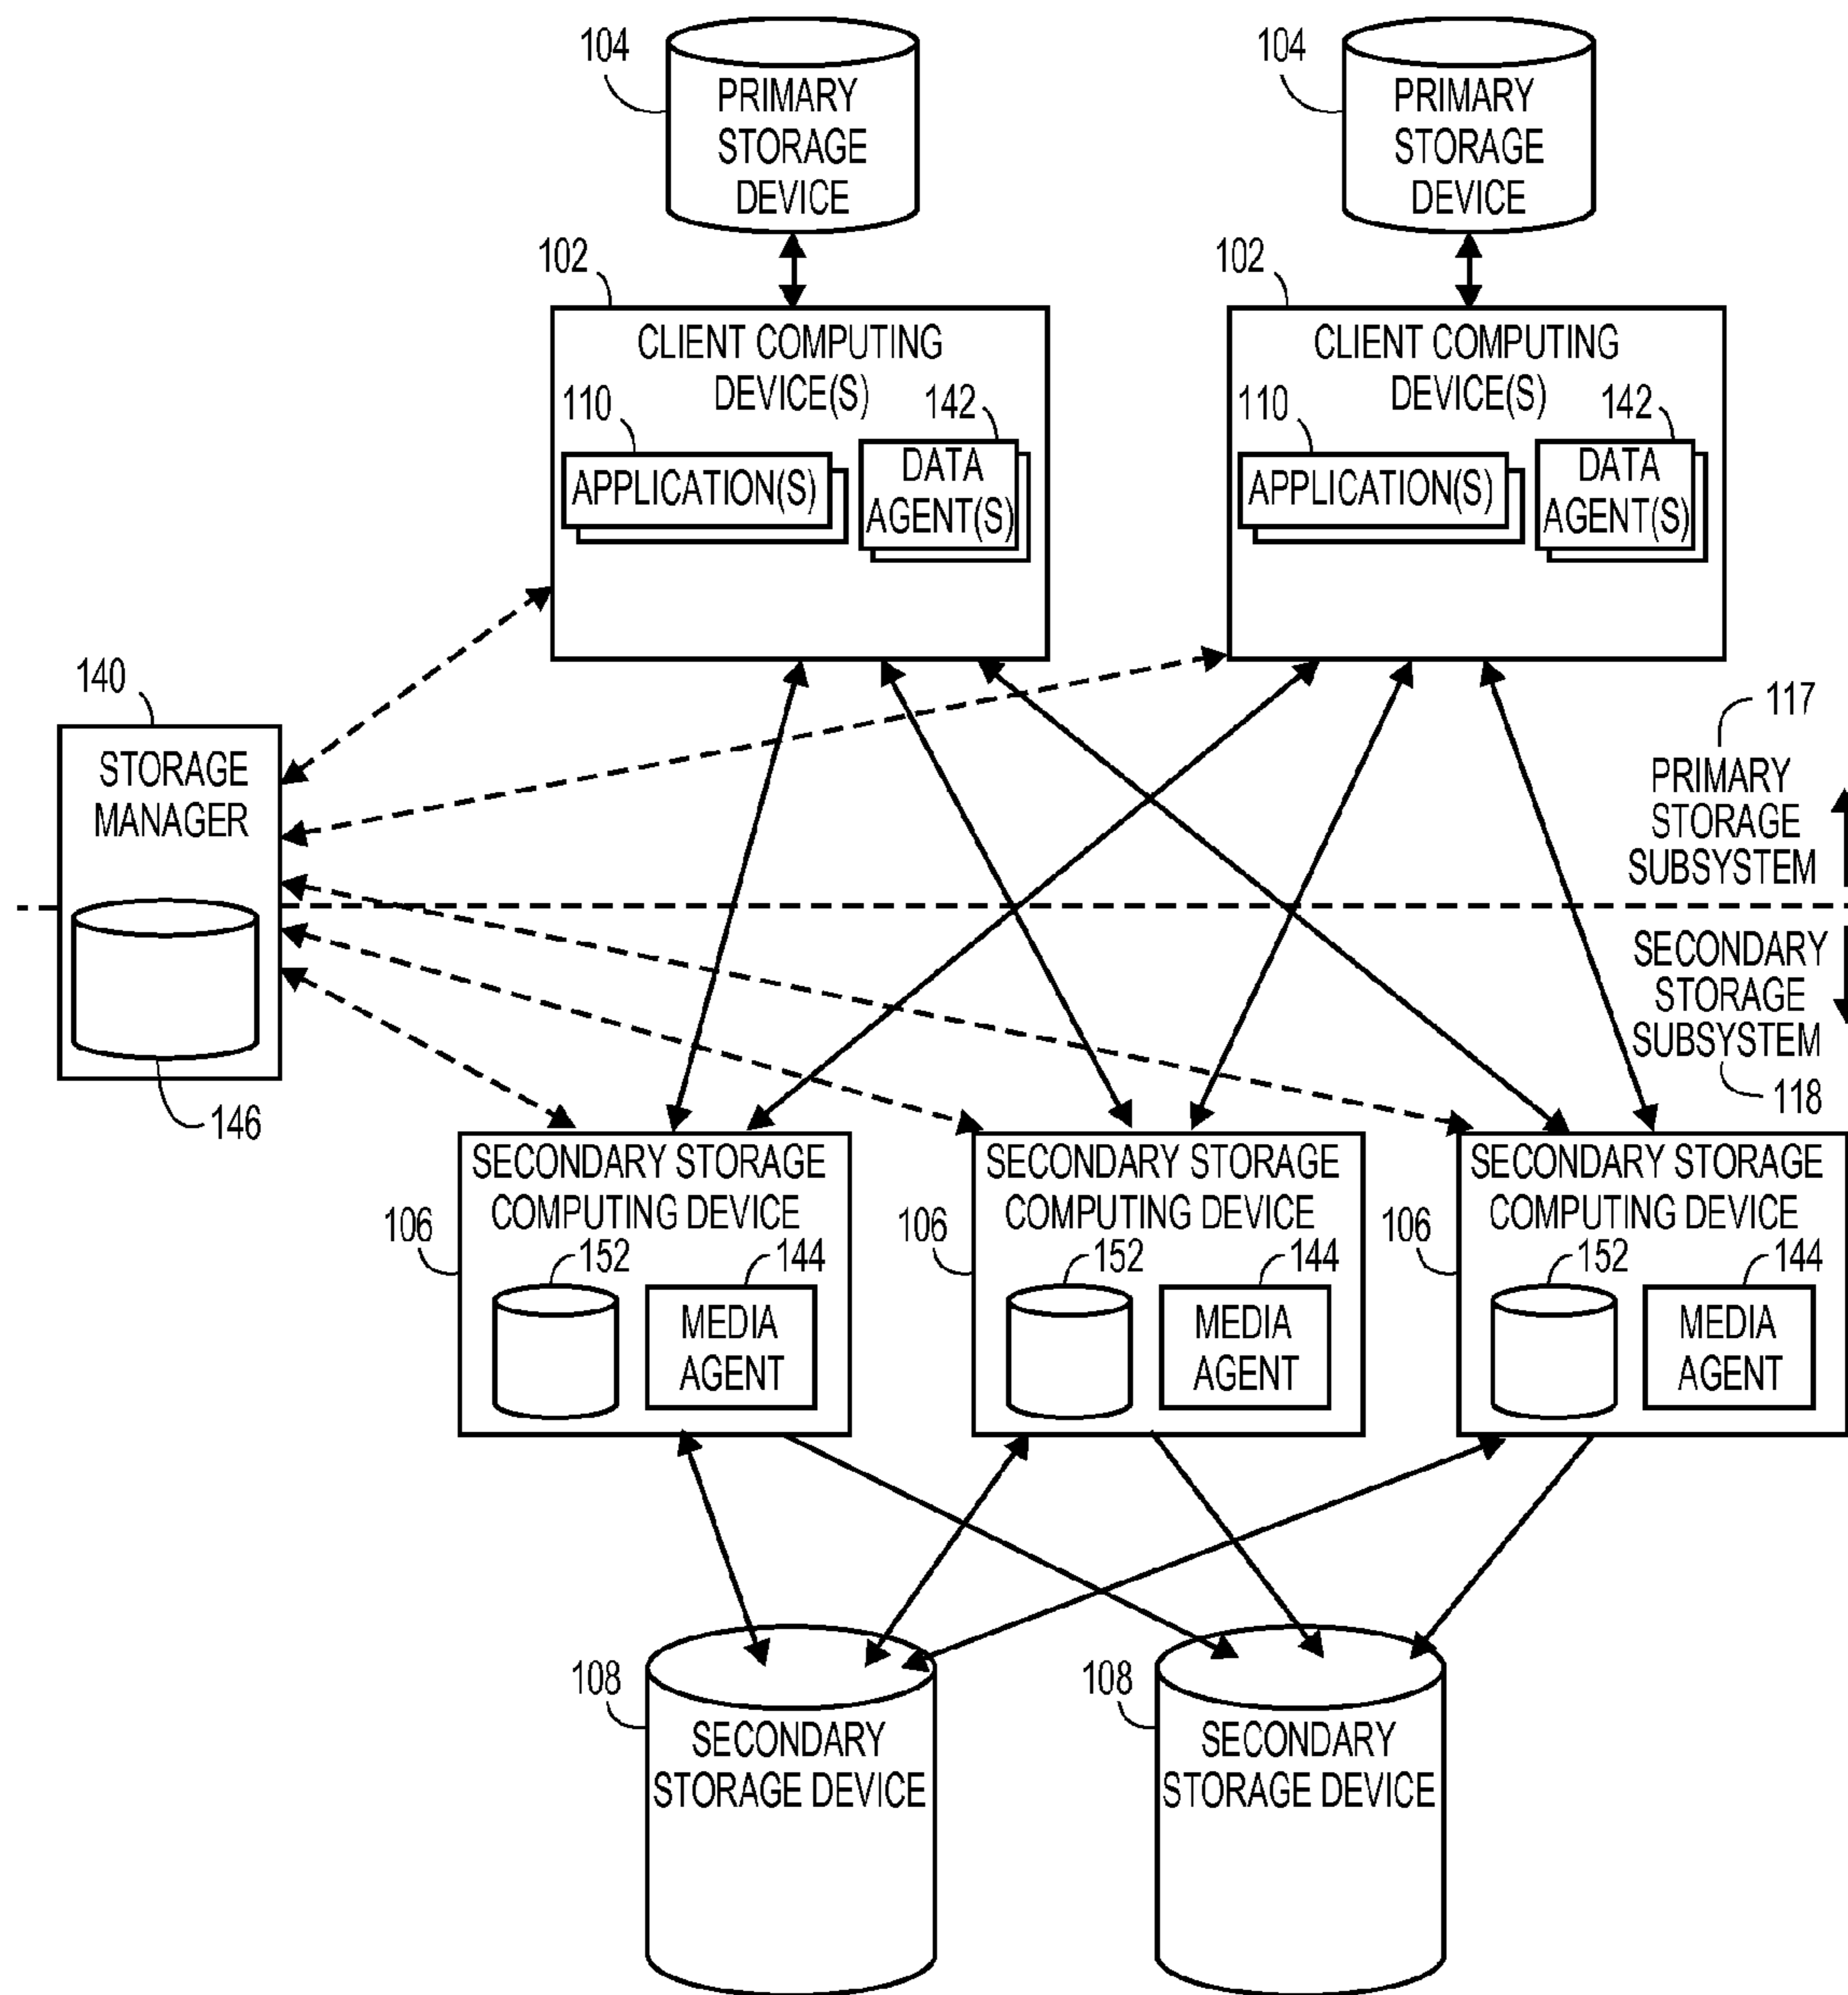 104
PRIMARY
STORAGE
DEVICE
104
PRIMARY
STORAGE
DEVICE
102
CLIENT COMPUTING
DEVICE(S)
110
APPLICATION(S)
142
DATA
AGENT(S)
102
CLIENT COMPUTING
DEVICE(S)
110
APPLICATION(S)
142
DATA
AGENT(S)
140
STORAGE
MANAGER
146
117
PRIMARY
STORAGE
SUBSYSTEM
SECONDARY
STORAGE
SUBSYSTEM
118
SECONDARY STORAGE
COMPUTING DEVICE
106
152
144
MEDIA
AGENT
SECONDARY STORAGE
COMPUTING DEVICE
106
152
144
MEDIA
AGENT
SECONDARY STORAGE
COMPUTING DEVICE
106
152
144
MEDIA
AGENT
108
SECONDARY
STORAGE DEVICE
108
SECONDARY
STORAGE DEVICE